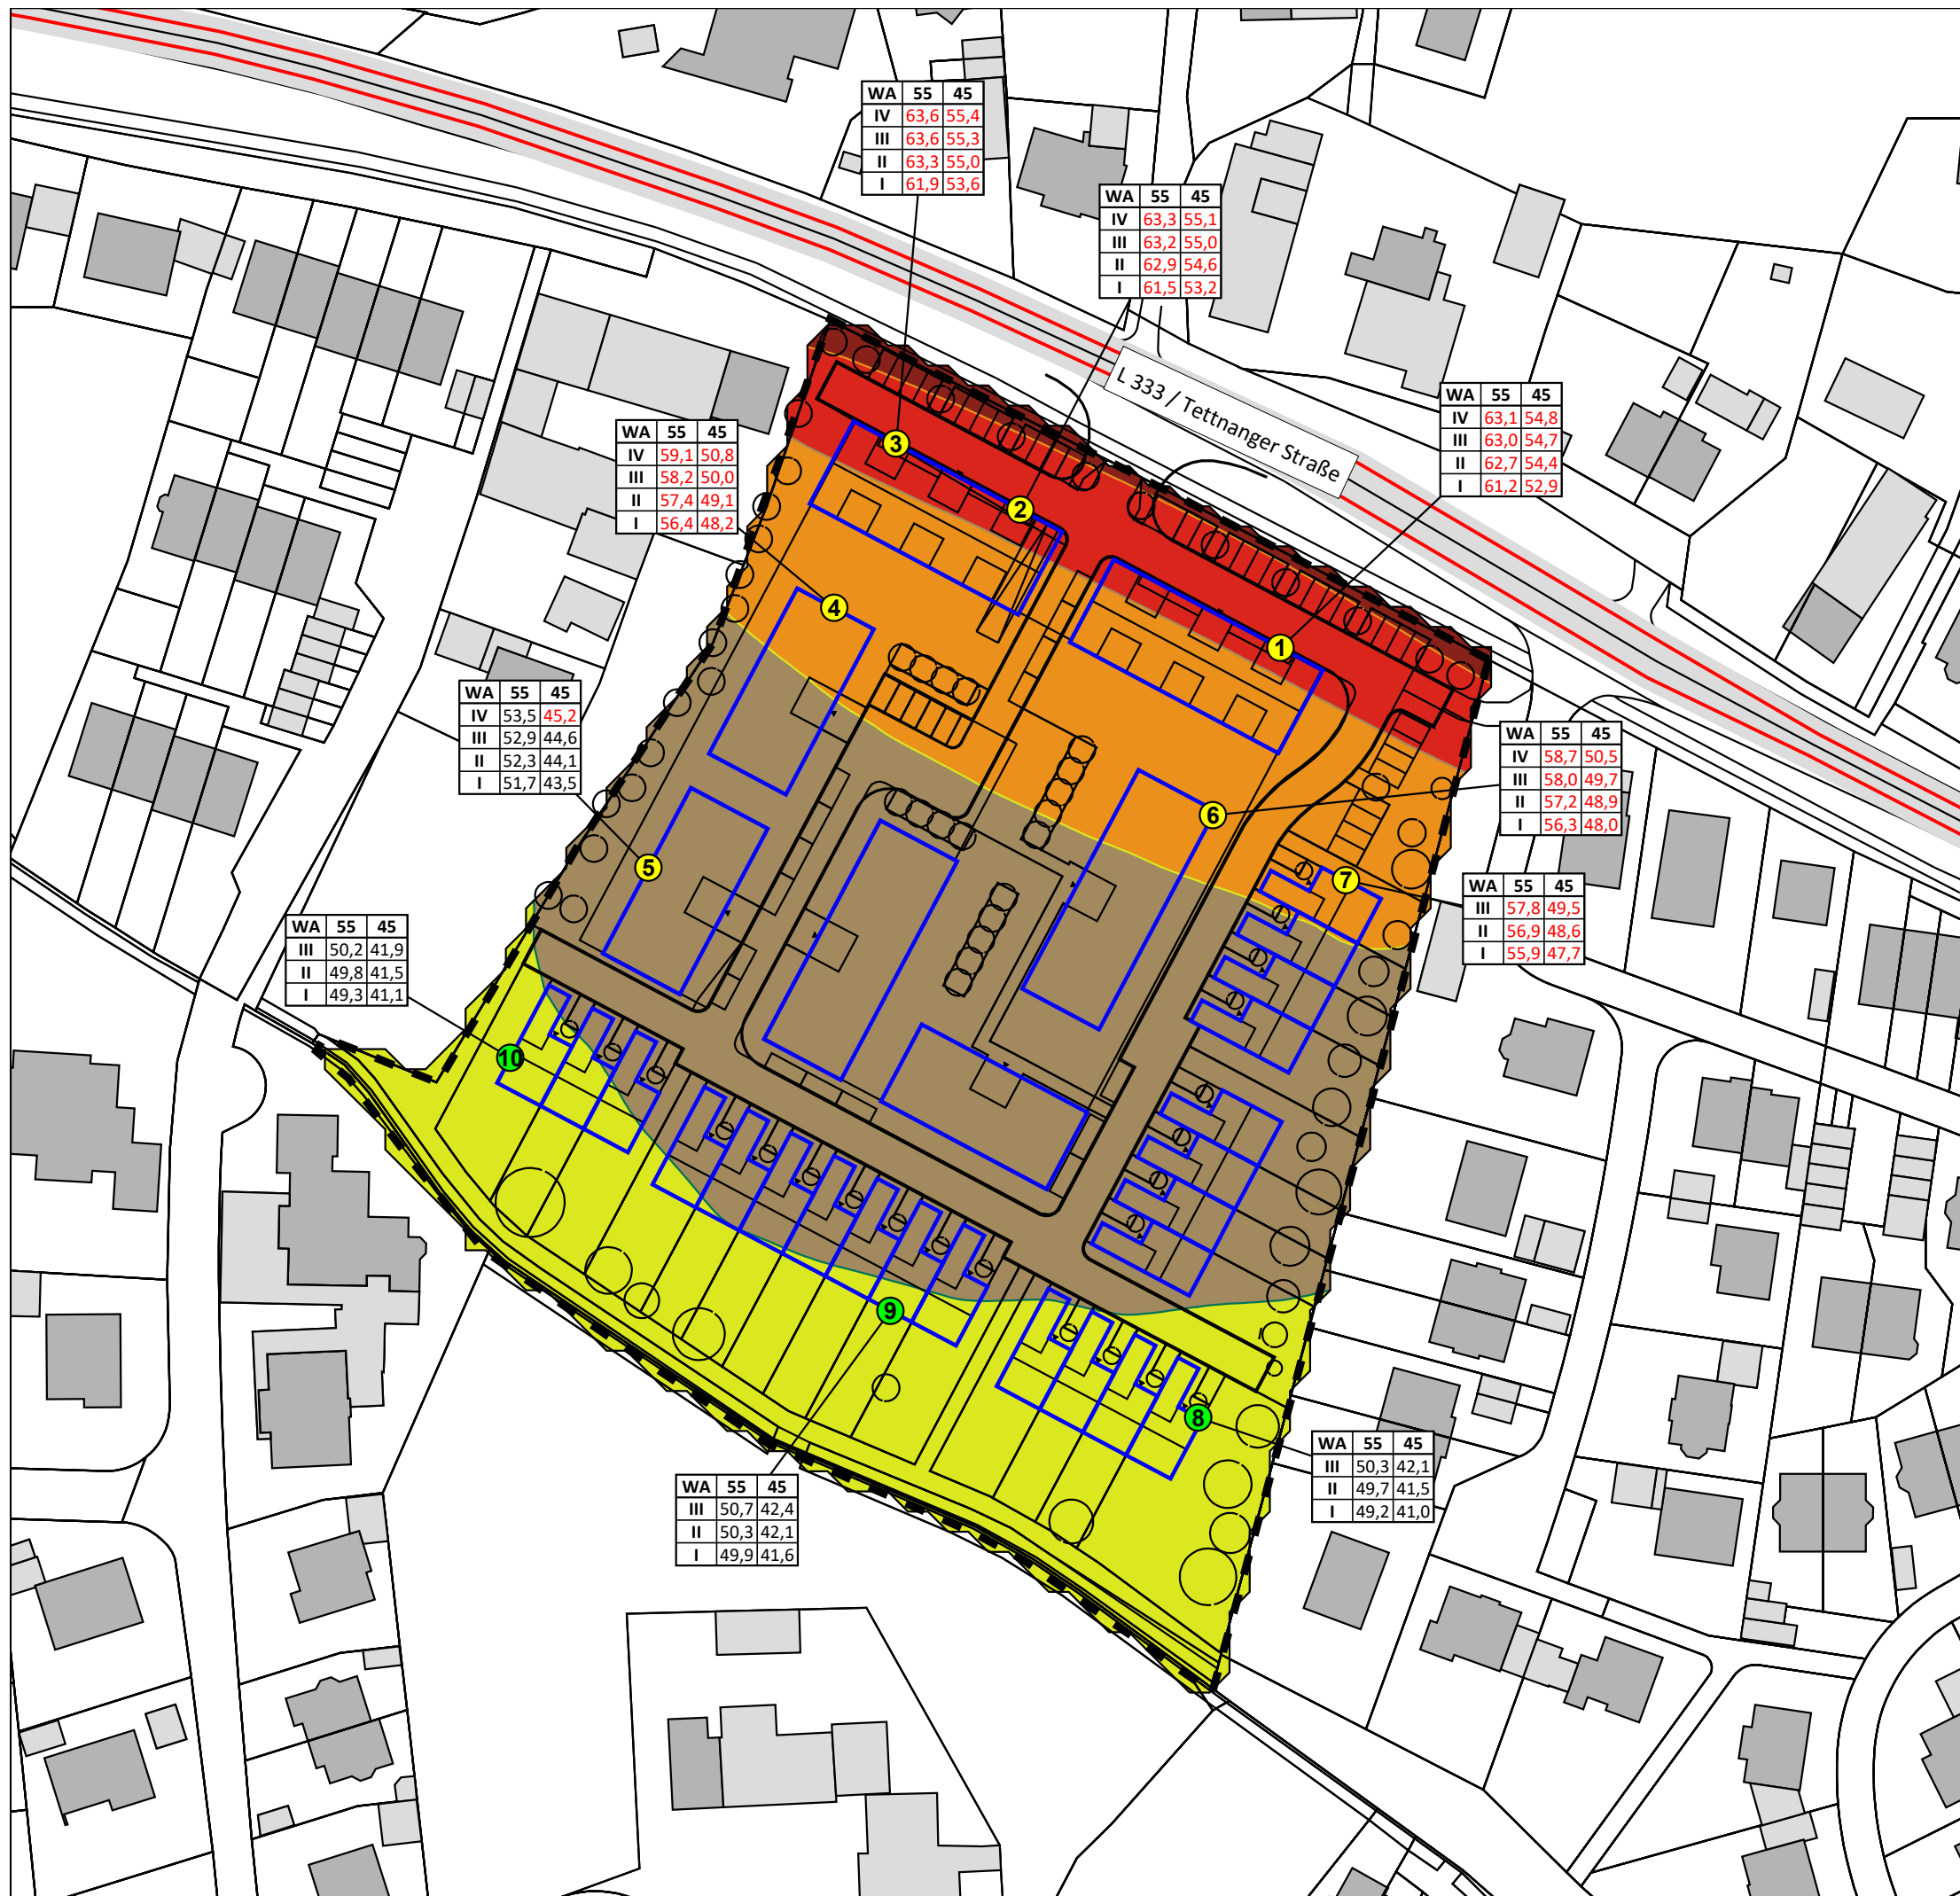 WA 55 45
IV 63,6 55,4
III 63,6 55,3
II 63,3 55,0
I 61,9 53,6
WA 55 45
IV 63,3 55,1
III 63,2 55,0
II 62,9 54,6
I 61,5 53,2
L 333 / Tettnanger Straße
WA 55 45
IV 63,1 54,8
III 63,0 54,7
II 62,7 54,4
I 61,2 52,9
WA 55 45
IV 59,1 50,8
III 58,2 50,0
II 57,4 49,1
I 56,4 48,2
3
2
4
1
WA 55 45
IV 53,5 45,2
III 52,9 44,6
II 52,3 44,1
I 51,7 43,5
WA 55 45
IV 58,7 50,5
III 58,0 49,7
II 57,2 48,9
I 56,3 48,0
6
5
7
WA 55 45
III 57,8 49,5
II 56,9 48,6
I 55,9 47,7
WA 55 45
III 50,2 41,9
II 49,8 41,5
I 49,3 41,1
10
9
8
WA 55 45
III 50,3 42,1
II 49,7 41,5
I 49,2 41,0
WA 55 45
III 50,7 42,4
II 50,3 42,1
I 49,9 41,6